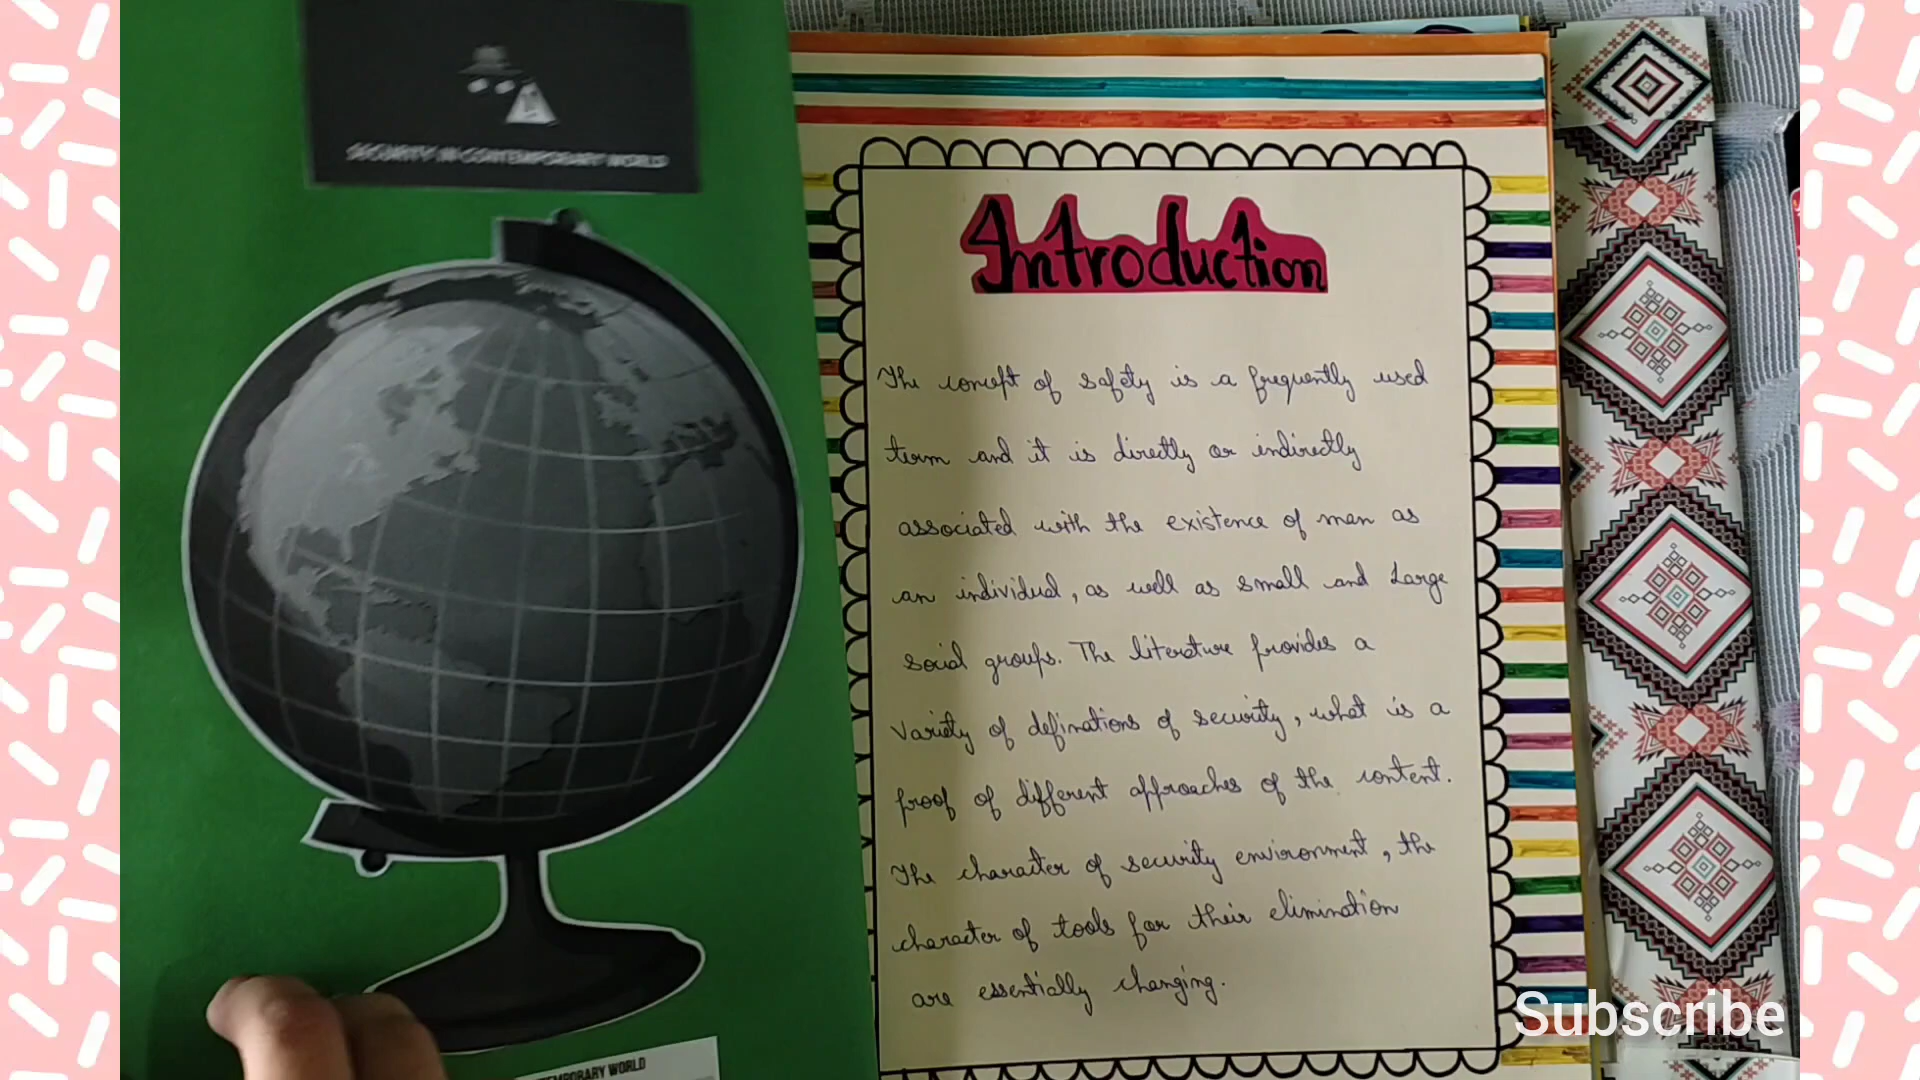 SECURITY IN CONTEMPORARY WORLD
Introduction
The concept of safety is a frequently used
term and it is directly or indirectly
associated with the existence of man as
an individual, as well as small and Large
social groups. The literature provides a
variety of definations of security, what is a
proof of different approaches of the content.
The character of security environment, the
character of tools for their elimination
are essentially changing.
WORLD
Subscribe